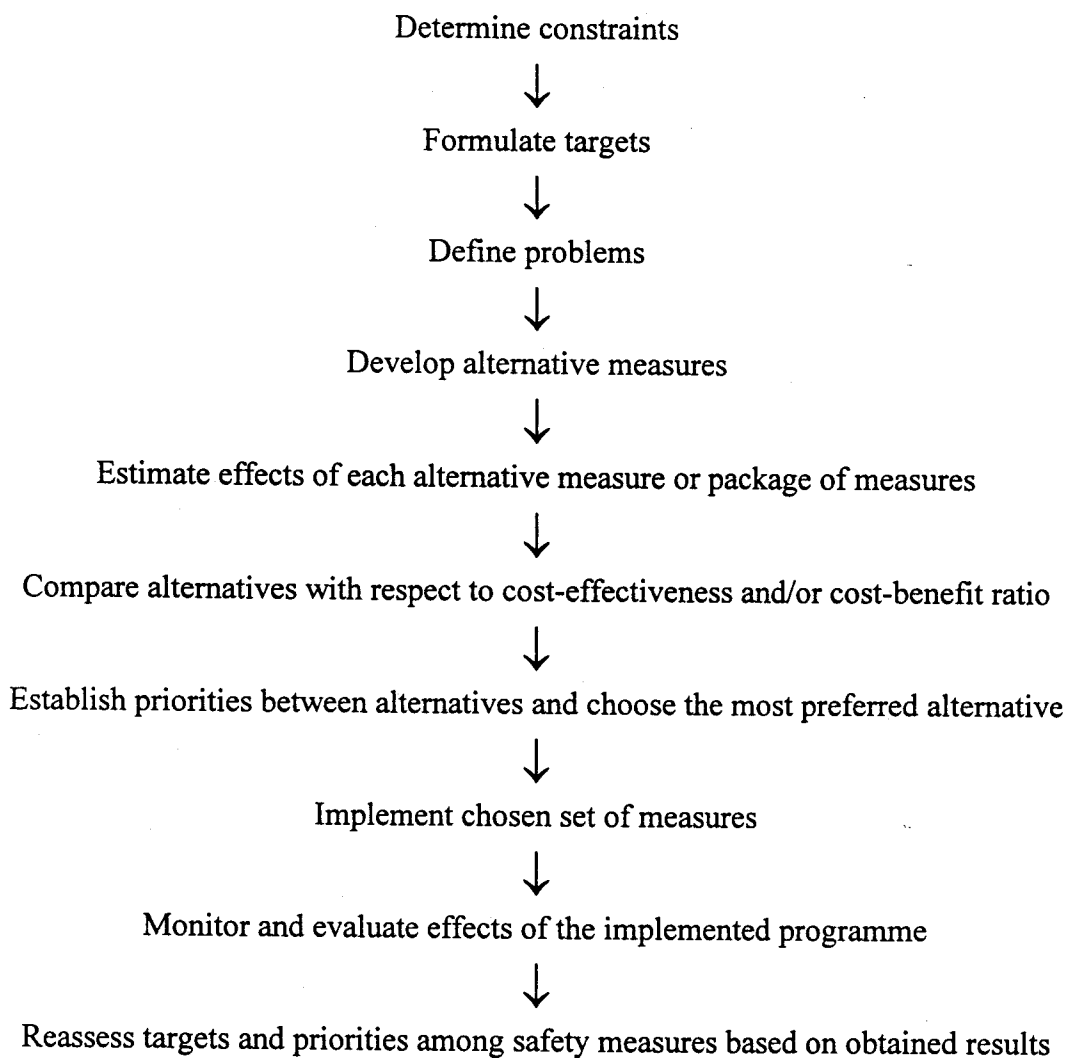 Determine constraints
↓
Formulate targets
↓
Define problems
↓
Develop alternative measures
↓
Estimate effects of each alternative measure or package of measures
↓
Compare alternatives with respect to cost-effectiveness and/or cost-benefit ratio
↓
Establish priorities between alternatives and choose the most preferred alternative
↓
Implement chosen set of measures
↓
Monitor and evaluate effects of the implemented programme
↓
Reassess targets and priorities among safety measures based on obtained results